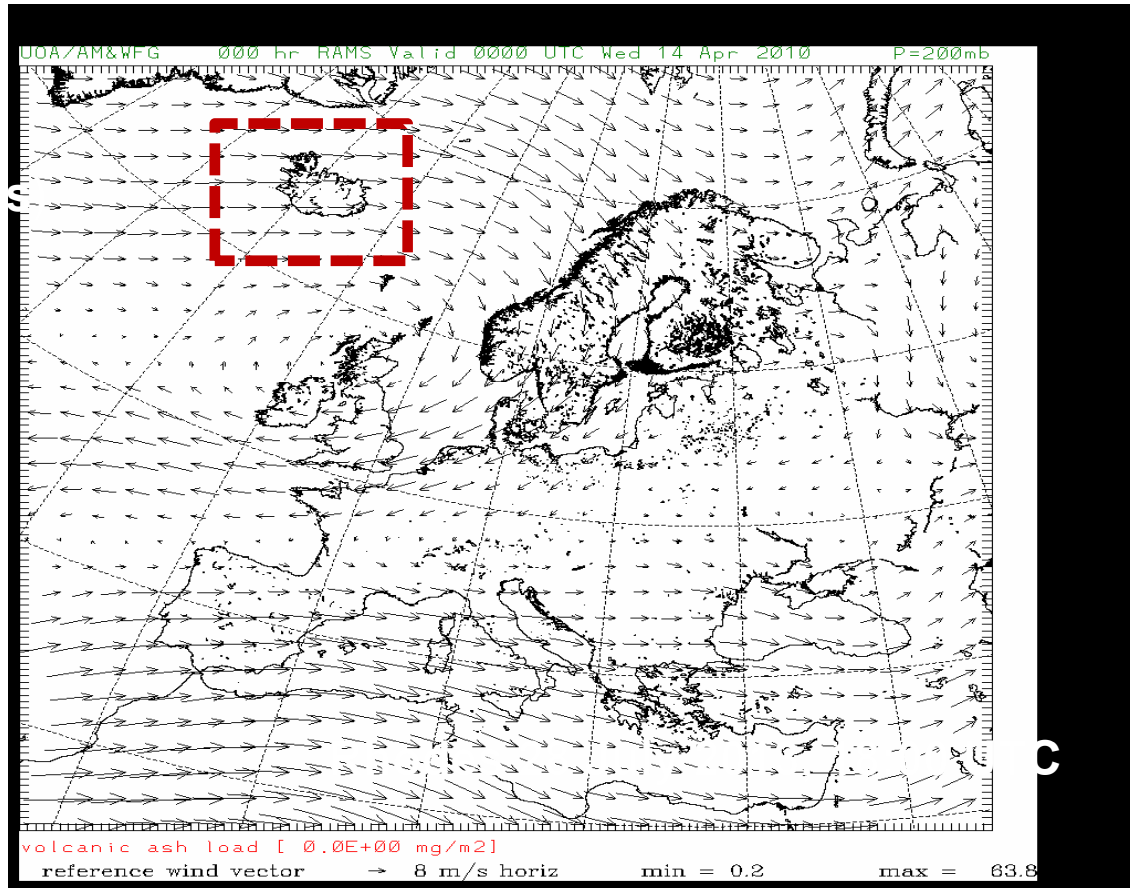 UOA/AM&WFG 000 hr RAMS Valid 0000 UTC Wed 14 Apr 2010 P=200mb
s
UTC
volcanic ash load [ 0.0E+00 mg/m2]
reference wind vector → 8 m/s horiz min = 0.2 max = 63.8